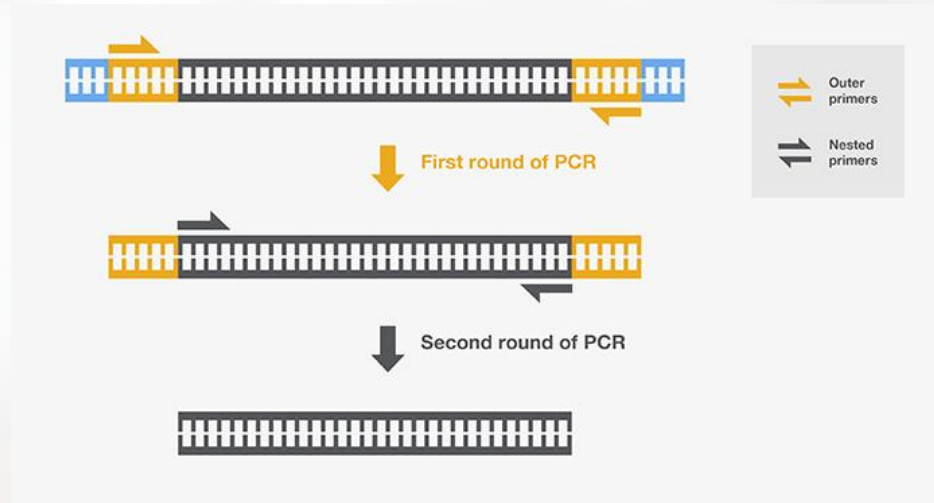 Outer
primers
First round of PCR
Nested
primers
Second round of PCR